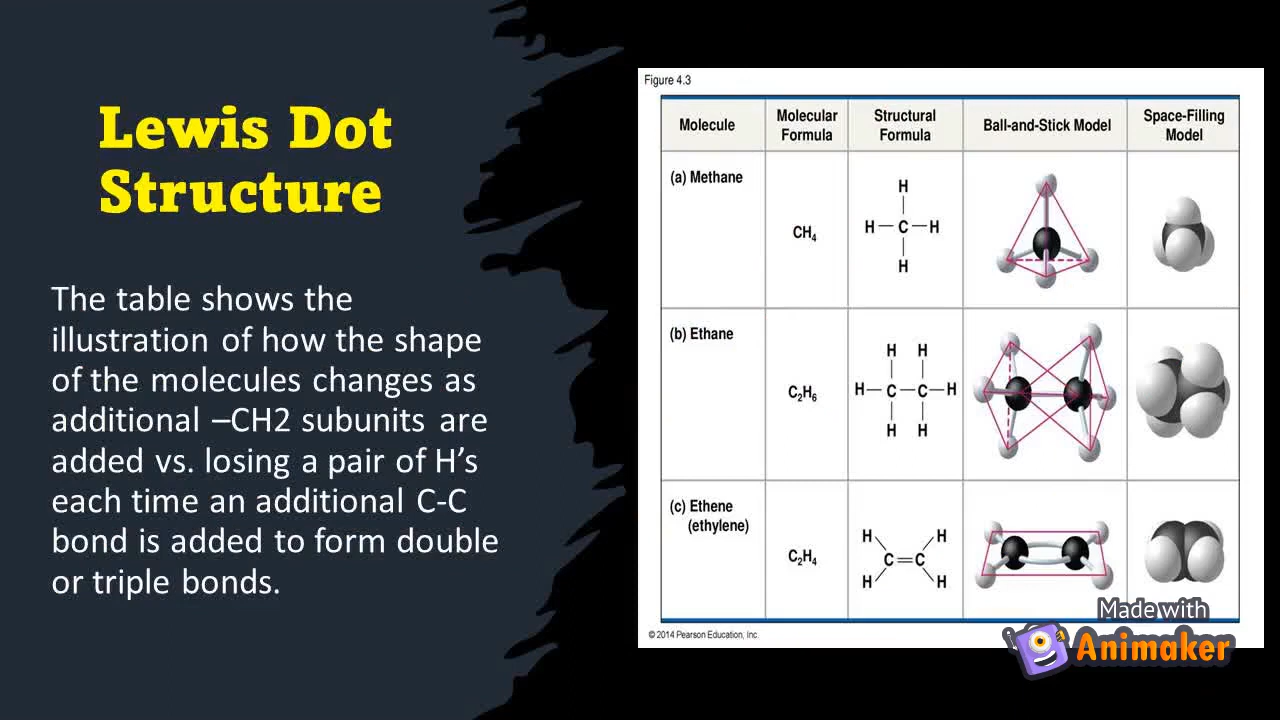 Lewis Dot
Structure
The table shows the
illustration of how the shape
of the molecules changes as
additional –CH2 subunits are
added vs. losing a pair of H’s
each time an additional C-C
bond is added to form double
or triple bonds.
Figure 4.3
Molecule
Molecular
Formula
Structural
Formula
Ball-and-Stick Model
Space-Filling
Model
(a) Methane
CH₄
H
H—C—H
H
(b) Ethane
C₂H₆
H H
H—C—C—H
H H
(c) Ethene
(ethylene)
C₂H₄
H H
C=C
H H
© 2014 Pearson Education, Inc.
Made with
Animaker